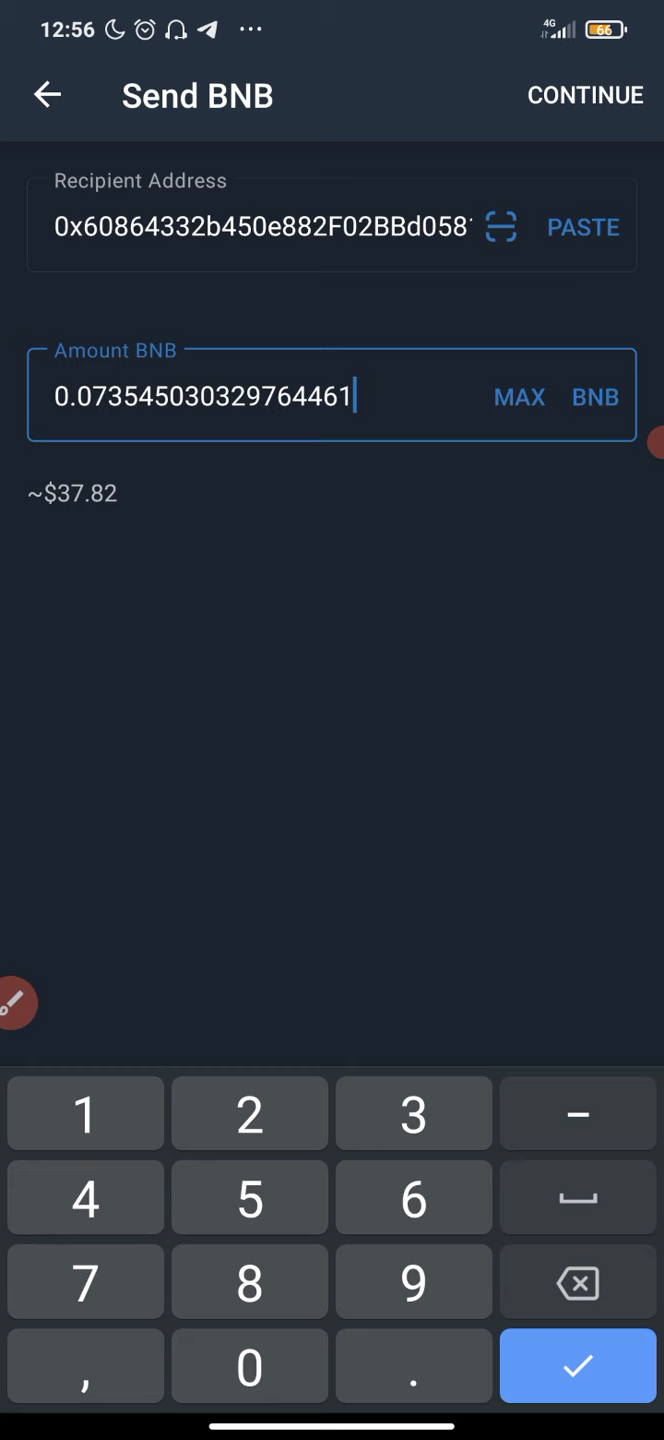 12:56 ... 4G 66
Send BNB CONTINUE
Recipient Address
0x60864332b450e882F02BBd058 PASTE
Amount BNB
0.073545030329764461 MAX BNB
~$37.82
1 2 3 -
4 5 6
7 8 9
, 0 .